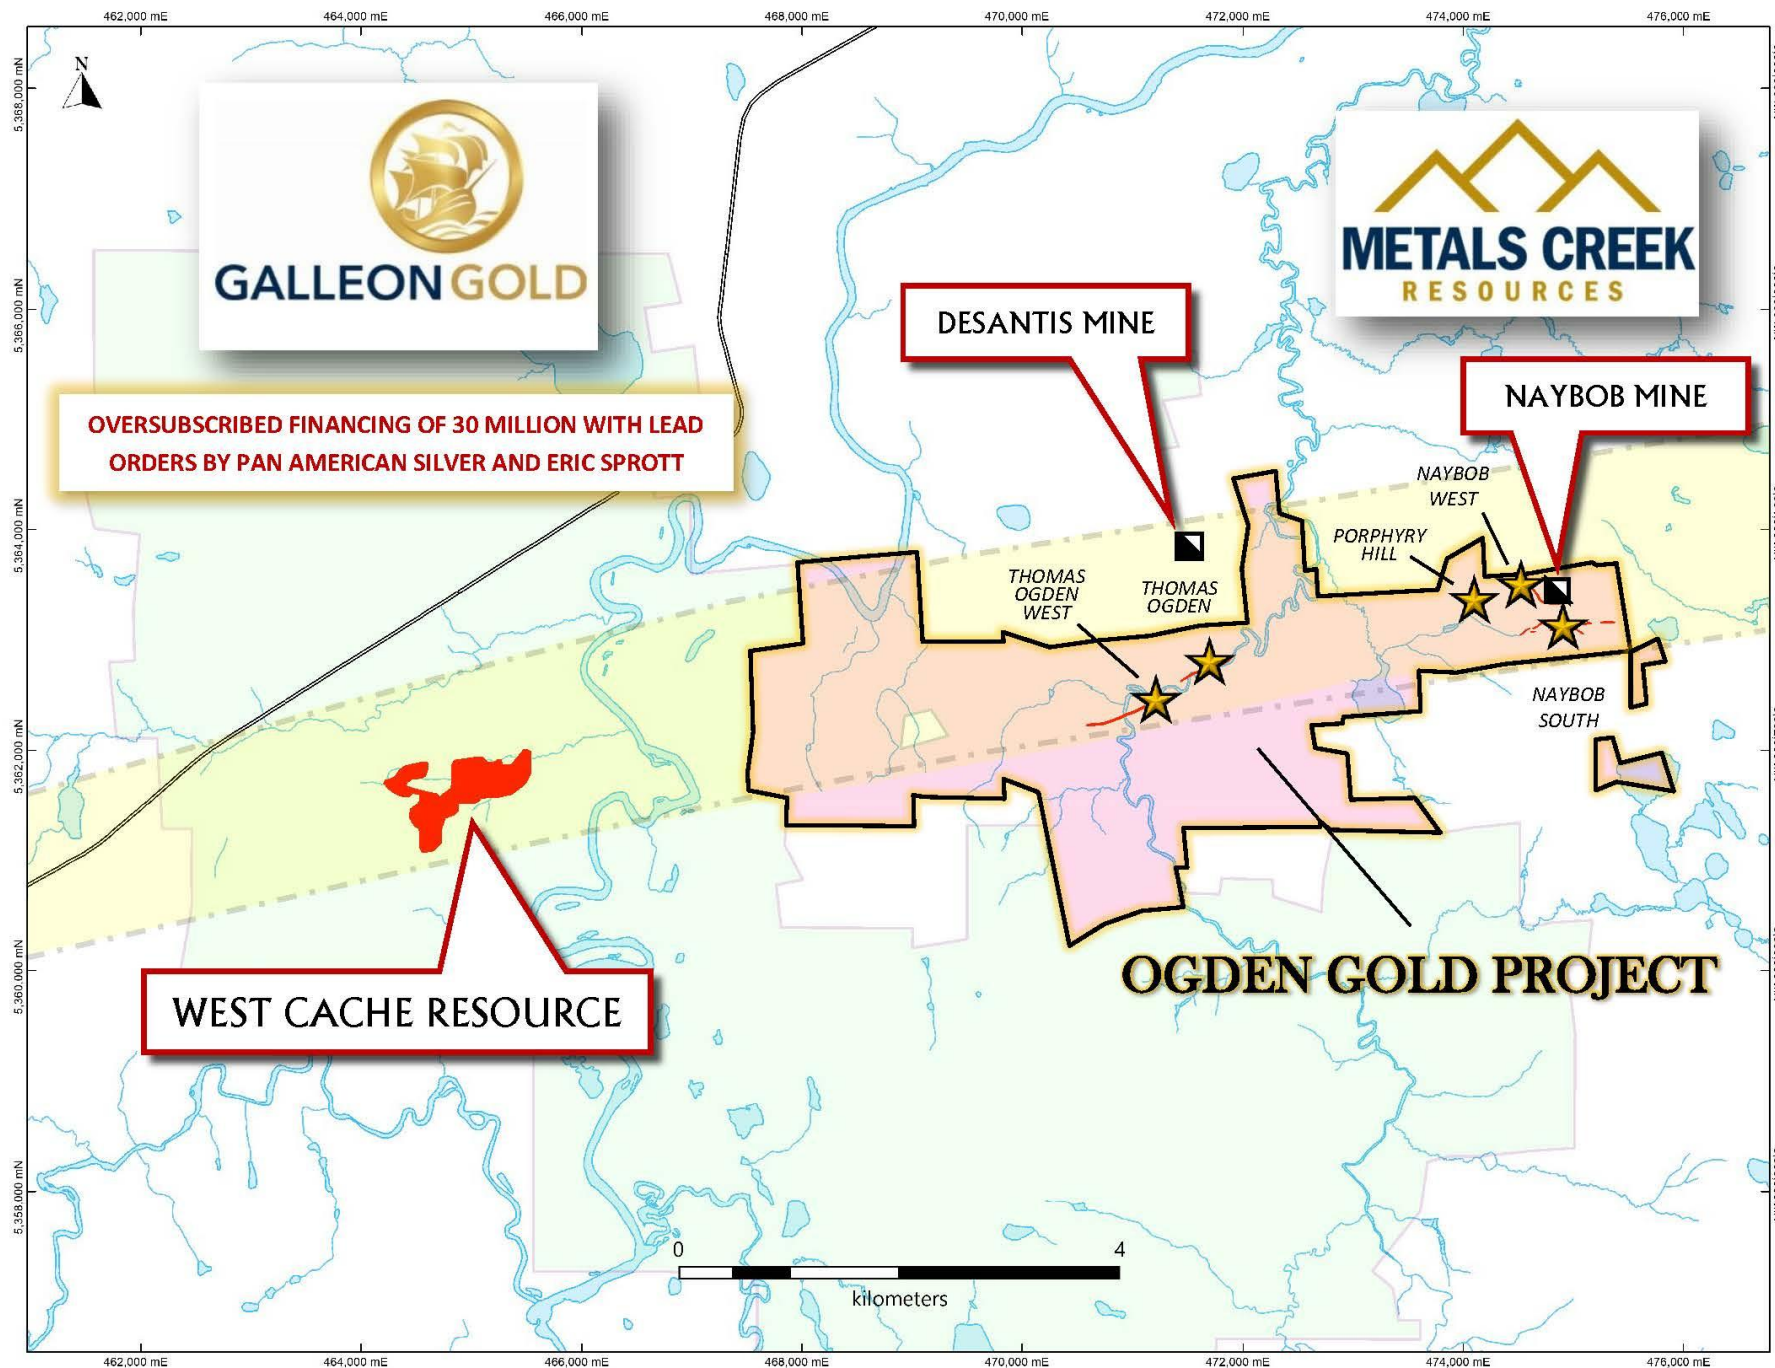 462,000 mE
464,000 mE
466,000 mE
468,000 mE
470,000 mE
472,000 mE
474,000 mE
476,000 mE
N
5,368,000 mN
5,366,000 mN
5,364,000 mN
5,362,000 mN
5,360,000 mN
5,358,000 mN
GALLEON GOLD
METALS CREEK
RESOURCES
DESANTIS MINE
NAYBOB MINE
OVERSUBSCRIBED FINANCING OF 30 MILLION WITH LEAD
ORDERS BY PAN AMERICAN SILVER AND ERIC SPROTT
NAYBOB
WEST
PORPHYRY
HILL
THOMAS
OGDEN
WEST
THOMAS
OGDEN
NAYBOB
SOUTH
OGDEN GOLD PROJECT
WEST CACHE RESOURCE
0
4
kilometers
462,000 mE
464,000 mE
466,000 mE
468,000 mE
470,000 mE
472,000 mE
474,000 mE
476,000 mE